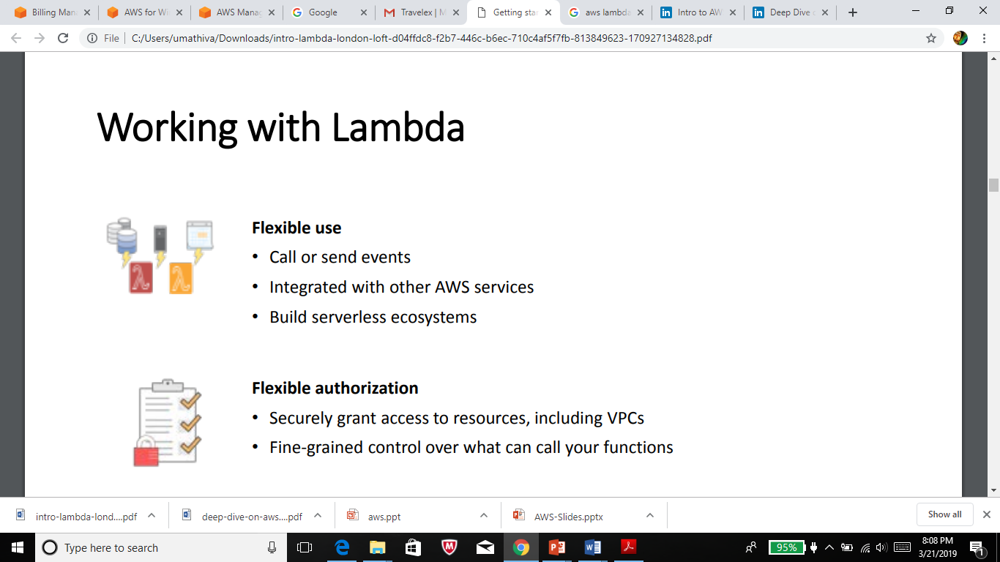 Billing Man
AWS for Wi
AWS Manag
Google
Travelex | M
Getting star
aws lambda
in Intro to AW
in Deep Dive o
File C:/Users/umathiva/Downloads/intro-lambda-london-loft-d04ffdc8-f2b7-446c-b6ec-710c4af5f7fb-813849623-170927134828.pdf
Working with Lambda
Flexible use
• Call or send events
• Integrated with other AWS services
• Build serverless ecosystems
Flexible authorization
• Securely grant access to resources, including VPCs
• Fine-grained control over what can call your functions
intro-lambda-lond....pdf
deep-dive-on-aws....pdf
aws.ppt
AWS-Slides.pptx
Show all
Type here to search
95%
8:08 PM
3/21/2019
1